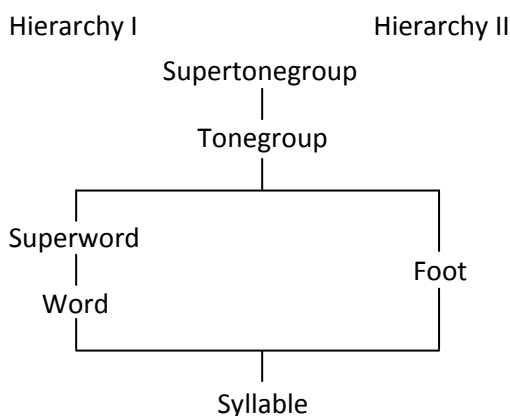 Hierarchy I Hierarchy II
Supertonegroup
Tonegroup
Superword
Foot
Word
Syllable